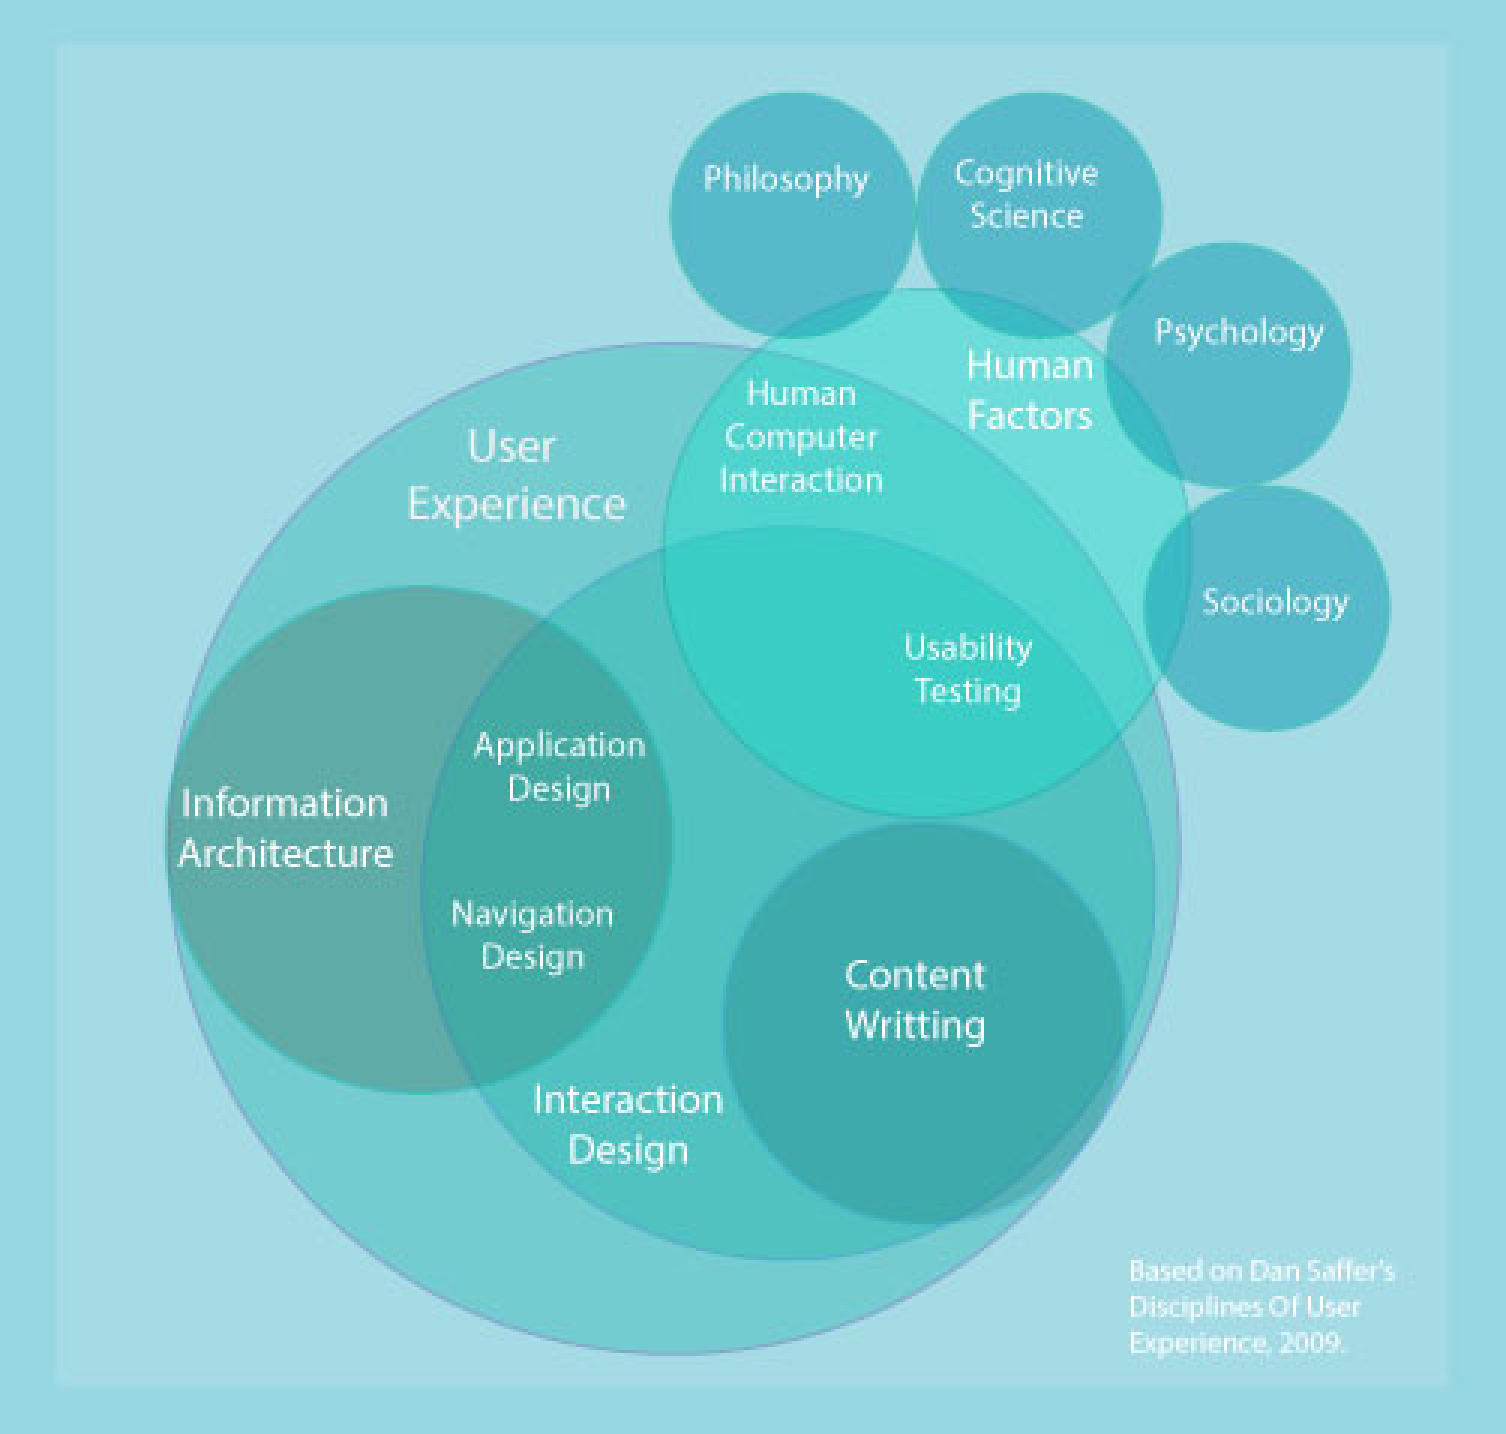 Philosophy
Cognitive
Science
Psychology
Human
Factors
Human
Computer
Interaction
User
Experience
Sociology
Usability
Testing
Application
Design
Information
Architecture
Navigation
Design
Content
Writting
Interaction
Design
Based on Dan Saffer's
Disciplines Of User
Experience, 2009.